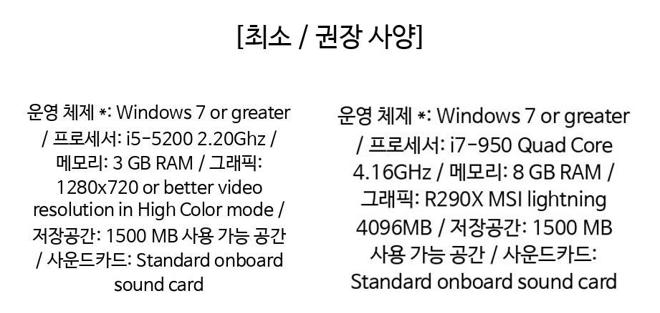 [최소 / 권장 사양]
운영 체제 *: Windows 7 or greater
/ 프로세서: i5-5200 2.20Ghz /
메모리: 3 GB RAM / 그래픽:
1280x720 or better video
resolution in High Color mode /
저장공간: 1500 MB 사용 가능 공간
/ 사운드카드: Standard onboard
sound card
운영 체제 *: Windows 7 or greater
/ 프로세서: i7-950 Quad Core
4.16GHz / 메모리: 8 GB RAM /
그래픽: R290X MSI lightning
4096MB / 저장공간: 1500 MB
사용 가능 공간 / 사운드카드:
Standard onboard sound card